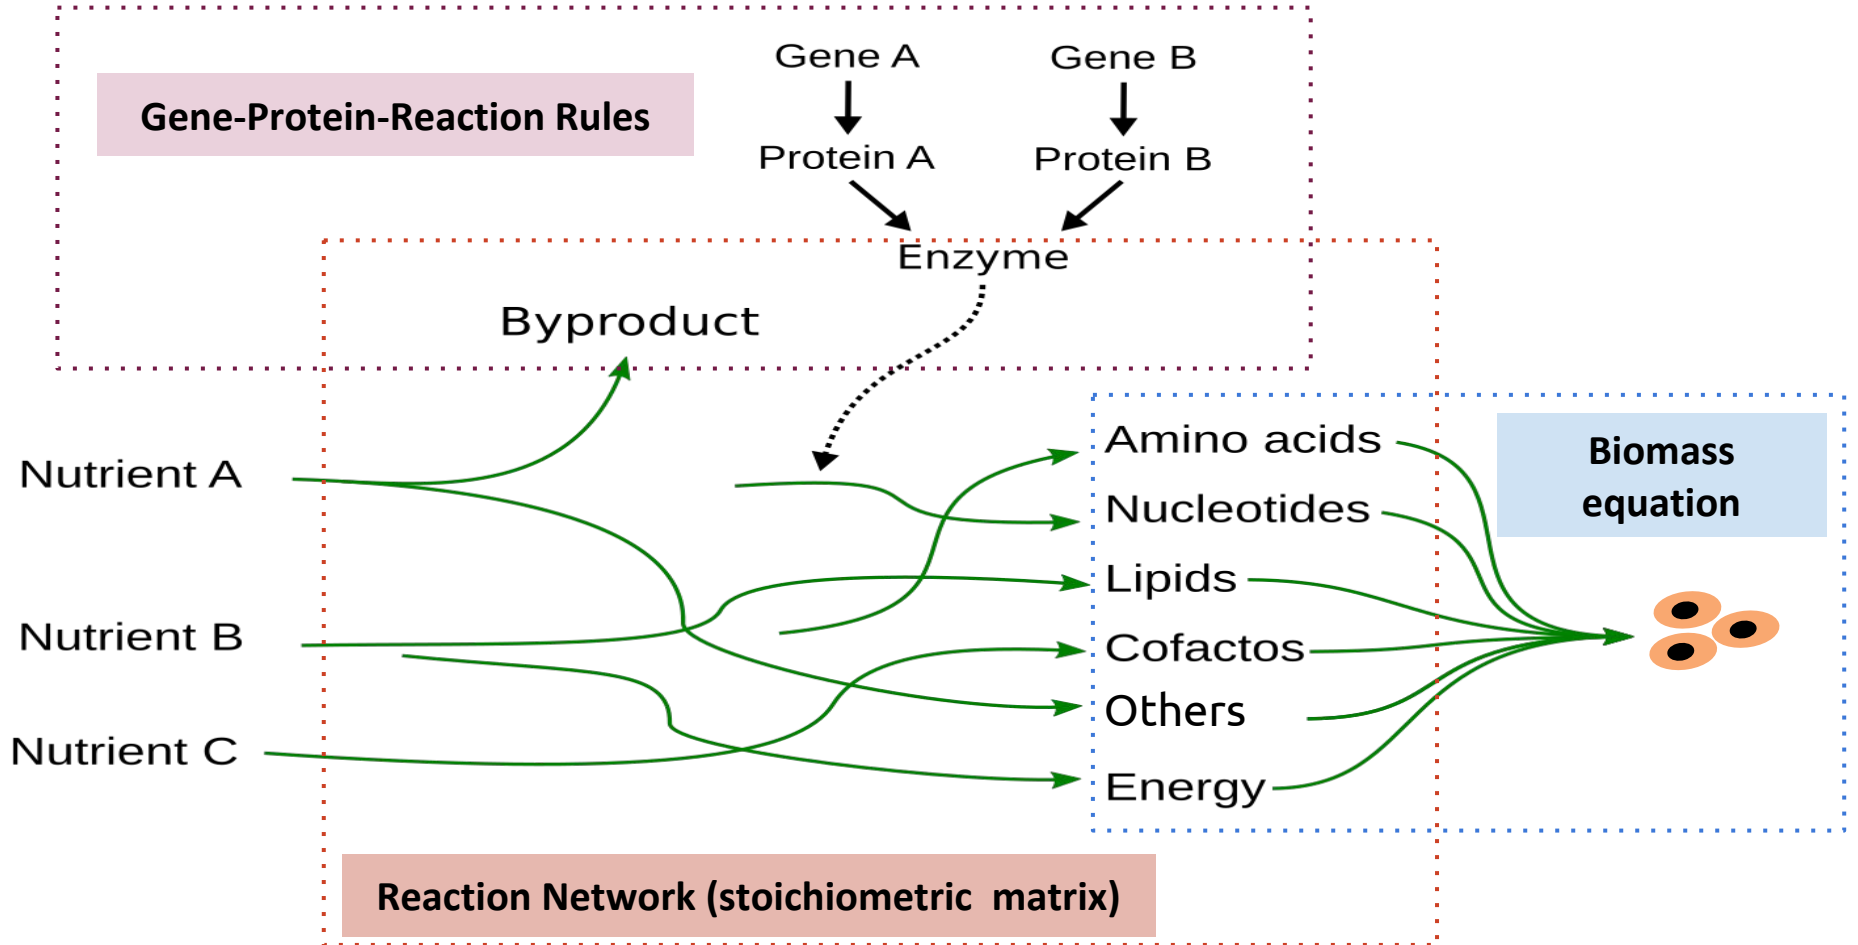 Gene A
Gene B
Gene-Protein-Reaction Rules
Protein A
Protein B
Enzyme
Byproduct
Nutrient A
Nutrient B
Nutrient C
Amino acids
Nucleotides
Lipids
Cofactos
Others
Energy
Biomass
equation
Reaction Network (stoichiometric matrix)